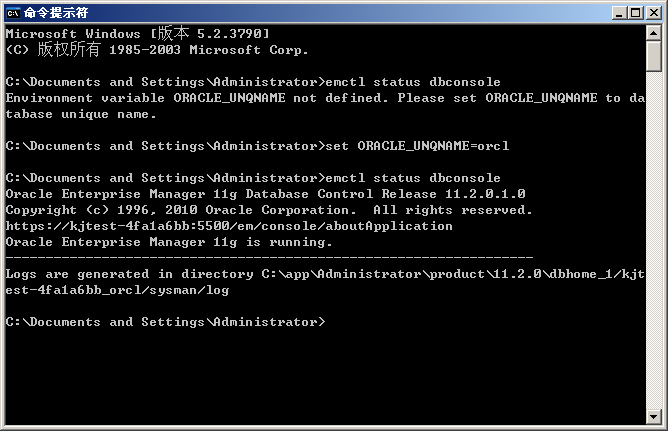 命令提示符
Microsoft Windows [版本 5.2.3790]
(C) 版权所有 1985-2003 Microsoft Corp.
C:\Documents and Settings\Administrator>emctl status dbconsole
Environment variable ORACLE_UNQNAME not defined. Please set ORACLE_UNQNAME to da
tabase unique name.
C:\Documents and Settings\Administrator>set ORACLE_UNQNAME=orcl
C:\Documents and Settings\Administrator>emctl status dbconsole
Oracle Enterprise Manager 11g Database Control Release 11.2.0.1.0
Copyright (c) 1996, 2010 Oracle Corporation.  All rights reserved.
https://kjtest-4fa1a6bb:5500/em/console/aboutApplication
Oracle Enterprise Manager 11g is running.
------------------------------------------------------------------
Logs are generated in directory C:\app\Administrator\product\11.2.0\dbhome_1/kjt
est-4fa1a6bb_orcl/sysman/log
C:\Documents and Settings\Administrator>